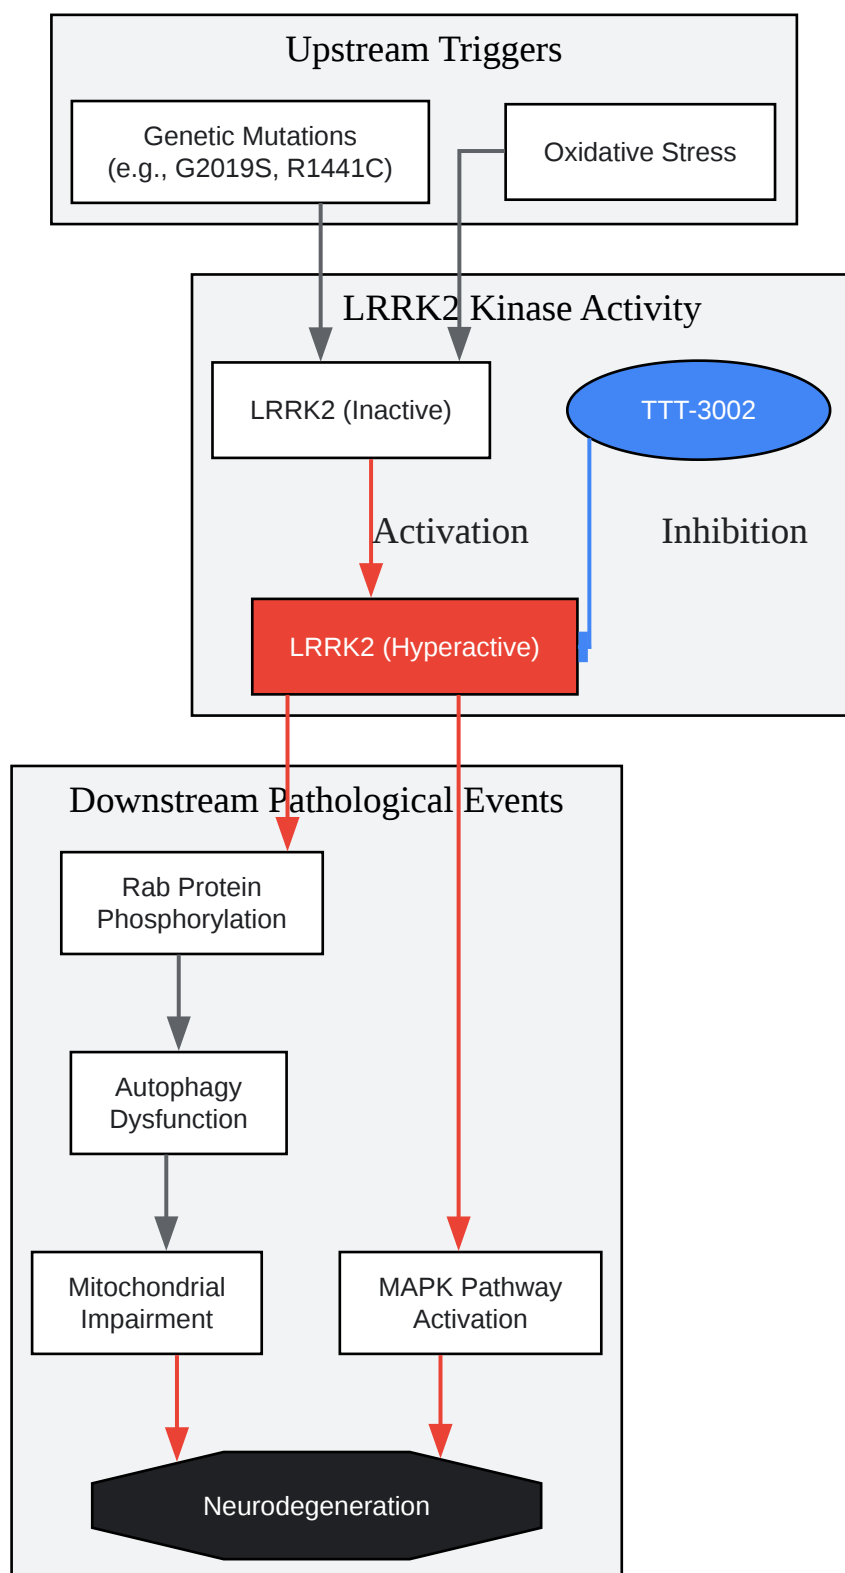 Upstream Triggers
Genetic Mutations
(e.g., G2019S, R1441C)
Oxidative Stress
LRRK2 Kinase Activity
LRRK2 (Inactive)
TTT-3002
Activation
Inhibition
LRRK2 (Hyperactive)
Downstream Pathological Events
Rab Protein
Phosphorylation
Autophagy
Dysfunction
Mitochondrial
Impairment
MAPK Pathway
Activation
Neurodegeneration